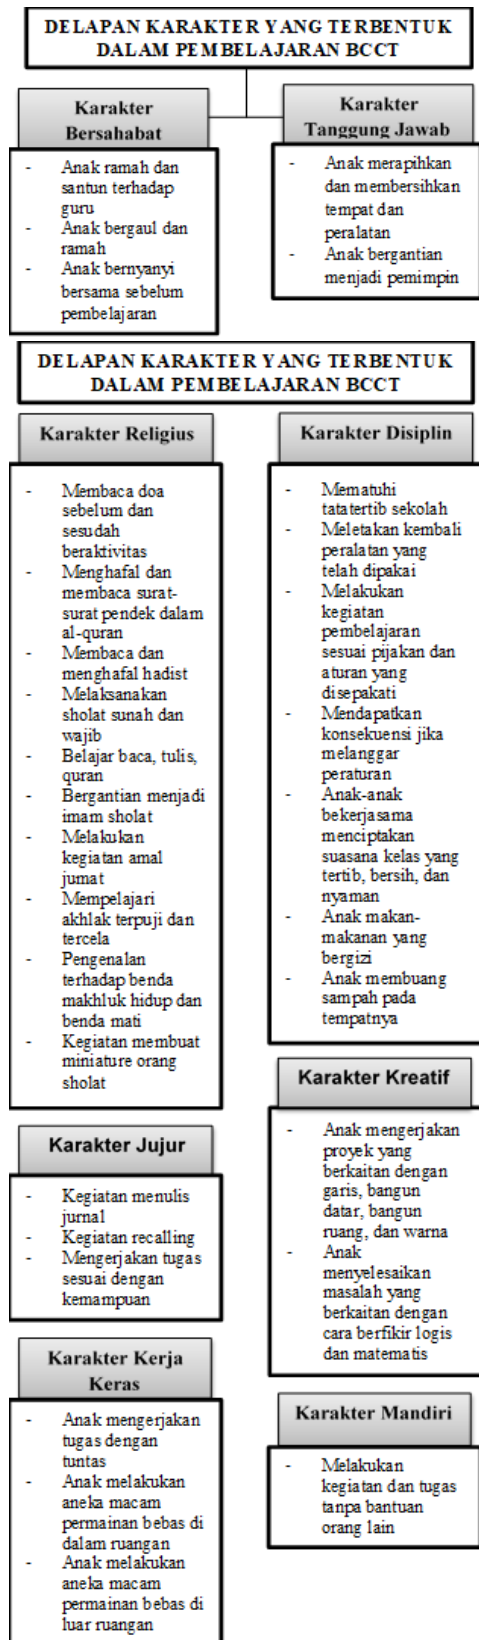 DELAPAN KARAKTER YANG TERBENTUK
DALAM PEMBELAJARAN BCCT
Karakter
Bersahabat
- Anak ramah dan
santun terhadap
guru
- Anak bergaul dan
ramah
- Anak bernyanyi
bersama sebelum
pembelajaran
Karakter
Tanggung Jawab
- Anak merapihkan
dan membersihkan
tempat dan
peralatan
- Anak bergantian
menjadi pemimpin
DELAPAN KARAKTER YANG TERBENTUK
DALAM PEMBELAJARAN BCCT
Karakter Religius
- Membaca doa
sebelum dan
sesudah
beraktivitas
- Menghafal dan
membaca surat-
surat pendek dalam
al-quran
- Membaca dan
menghafal hadist
- Melaksanakan
sholat sunah dan
wajib
- Belajar baca, tulis,
quran
- Bergantian menjadi
imam sholat
- Melakukan
kegiatan amal
jumat
- Mempelajari
akhlak terpuji dan
tercela
- Pengenalan
terhadap benda
makhluk hidup dan
benda mati
- Kegiatan membuat
miniature orang
sholat
Karakter Jujur
- Kegiatan menulis
jurnal
- Kegiatan recalling
- Mengerjakan tugas
sesuai dengan
kemampuan
Karakter Kerja
Keras
- Anak mengerjakan
tugas dengan
tuntas
- Anak melakukan
aneka macam
permainan bebas di
dalam ruangan
- Anak melakukan
aneka macam
permainan bebas di
luar ruangan
Karakter Disiplin
- Mematuhi
tatatertib sekolah
- Meletakan kembali
peralatan yang
telah dipakai
- Melakukan
kegiatan
pembelajaran
sesuai pijakan dan
aturan yang
disepakati
- Mendapatkan
konsekuensi jika
melanggar
peraturan
- Anak-anak
bekerjasama
menciptakan
suasana kelas yang
tertib, bersih, dan
nyaman
- Anak makan-
makanan yang
bergizi
- Anak membuang
sampah pada
tempatnya
Karakter Kreatif
- Anak mengerjakan
proyek yang
berkaitan dengan
garis, bangun
datar, bangun
ruang, dan warna
- Anak
menyelesaikan
masalah yang
berkaitan dengan
cara berfikir logis
dan matematis
Karakter Mandiri
- Melakukan
kegiatan dan tugas
tanpa bantuan
orang lain